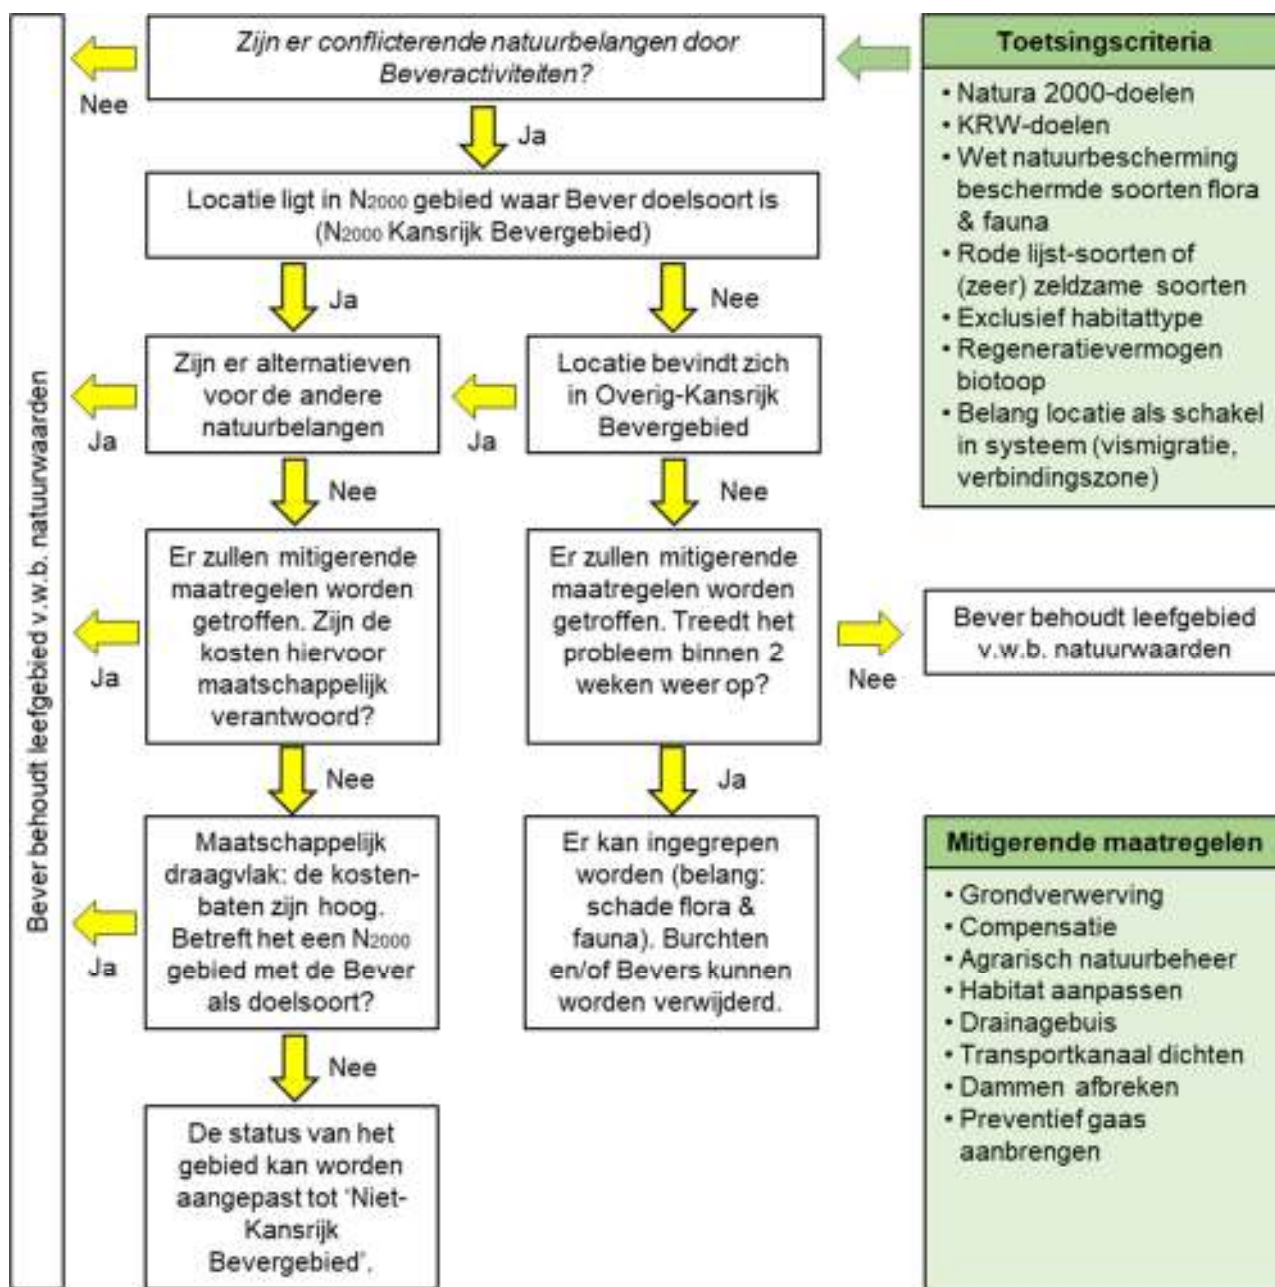 Bever behoudt leefgebied v.w.b. natuurwaarden
Zijn er conflicterende natuurbelangen door
Beveractiviteiten?
Nee
Ja
Locatie ligt in N2000 gebied waar Bever doelsoort is
(N2000 Kansrijk Bevergebied)
Ja
Nee
Zijn er alternatieven
voor de andere
natuurbelangen
Ja
Locatie bevindt zich
in Overig-Kansrijk
Bevergebied
Ja
Nee
Nee
Er zullen mitigerende
maatregelen worden
getroffen. Zijn de
kosten hiervoor
maatschappelijk
verantwoord?
Ja
Er zullen mitigerende
maatregelen worden
getroffen. Treedt het
probleem binnen 2
weken weer op?
Nee
Bever behoudt leefgebied
v.w.b. natuurwaarden
Nee
Ja
Maatschappelijk
draagvlak: de kosten-
baten zijn hoog.
Betreft het een N2000
gebied met de Bever
als doelsoort?
Ja
Er kan ingegrepen
worden (belang:
schade flora &
fauna). Burchten
en/of Bevers kunnen
worden verwijderd.
Nee
De status van het
gebied kan worden
aangepast tot ‘Niet-
Kansrijk
Bevergebied’.
Toetsingscriteria
• Natura 2000-doelen
• KRW-doelen
• Wet natuurbescherming
beschermde soorten flora
& fauna
• Rode lijst-soorten of
(zeer) zeldzame soorten
• Exclusief habitattype
• Regeneratievermogen
biotoop
• Belang locatie als schakel
in systeem (vismigratie,
verbindingszone)
Mitigerende maatregelen
• Grondverwerving
• Compensatie
• Agrarisch natuurbeheer
• Habitat aanpassen
• Drainagebuis
• Transportkanaal dichten
• Dammen afbreken
• Preventief gaas
aanbrengen